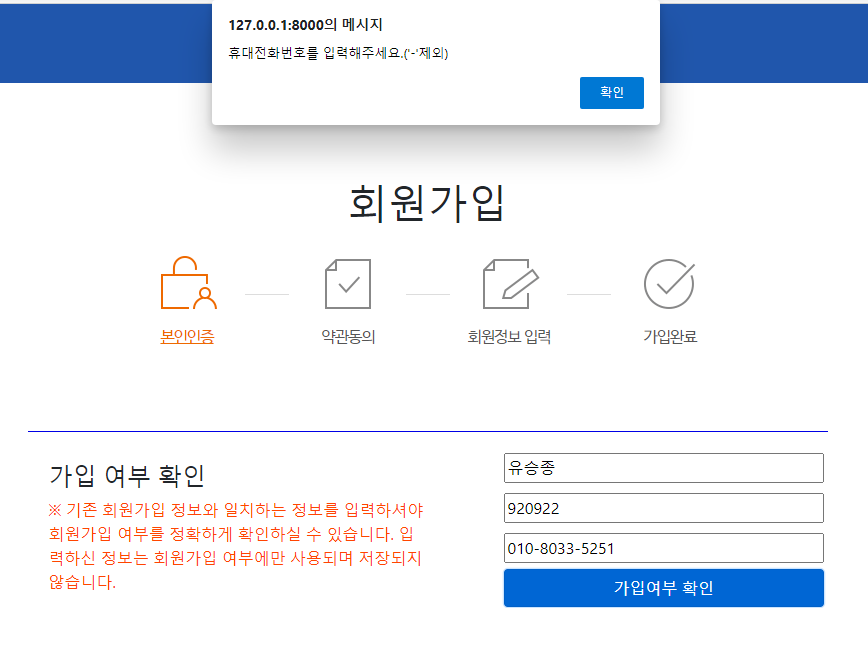 127.0.0.1:8000의 메시지
휴대전화번호를 입력해주세요.('-'제외)
확인
회원가입
본인인증
약관동의
회원정보 입력
가입완료
가입 여부 확인
※ 기존 회원가입 정보와 일치하는 정보를 입력하셔야
회원가입 여부를 정확하게 확인하실 수 있습니다. 입
력하신 정보는 회원가입 여부에만 사용되며 저장되지
않습니다.
유승종
920922
010-8033-5251
가입여부 확인